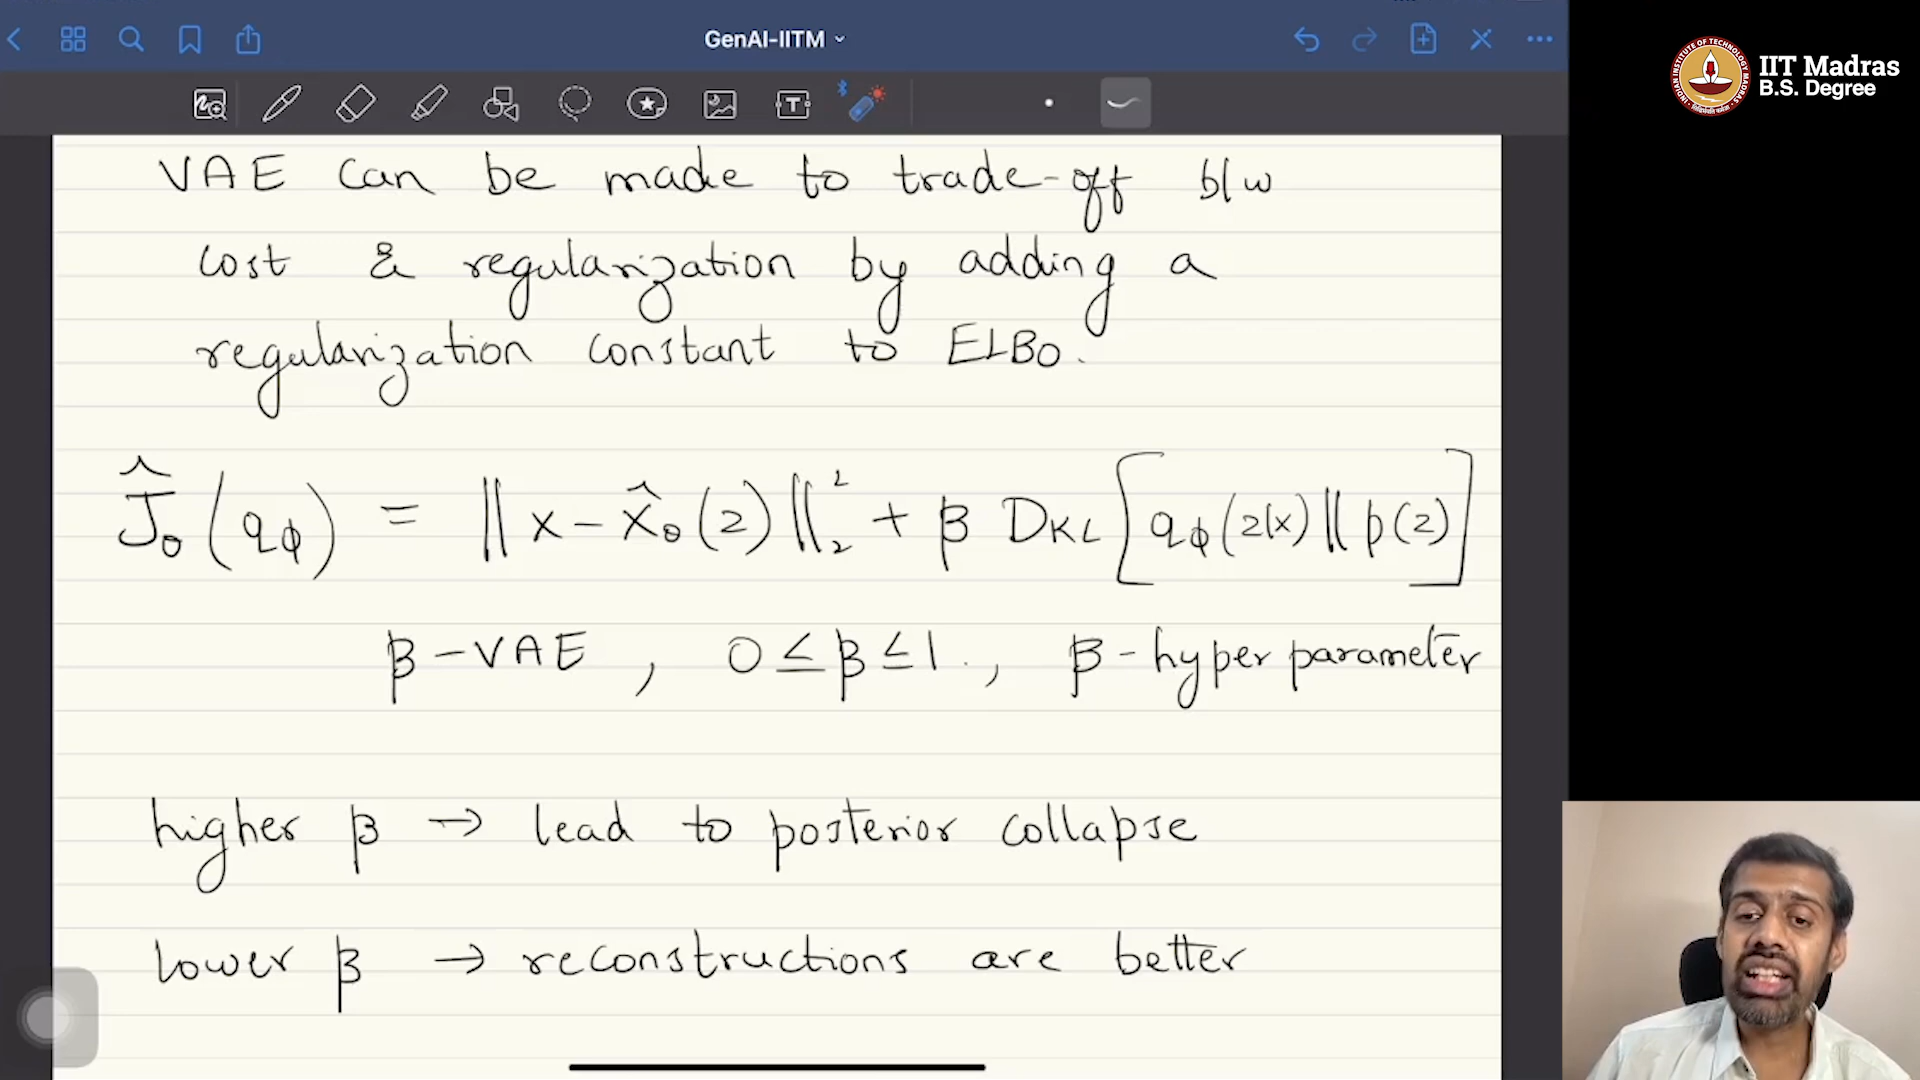 GenAI-IITM
IIT Madras
B.S. Degree
VAE can be made to trade-off b/w
cost & regularization by adding a
regularization constant to ELBO.
Ĵ_θ(q_ϕ) = ||x - x̂_θ(z)||₂² + β D_KL[q_ϕ(z|x) || p(z)]
β-VAE, 0 ≤ β ≤ 1., β-hyper parameter
higher β → lead to posterior collapse
lower β → reconstructions are better